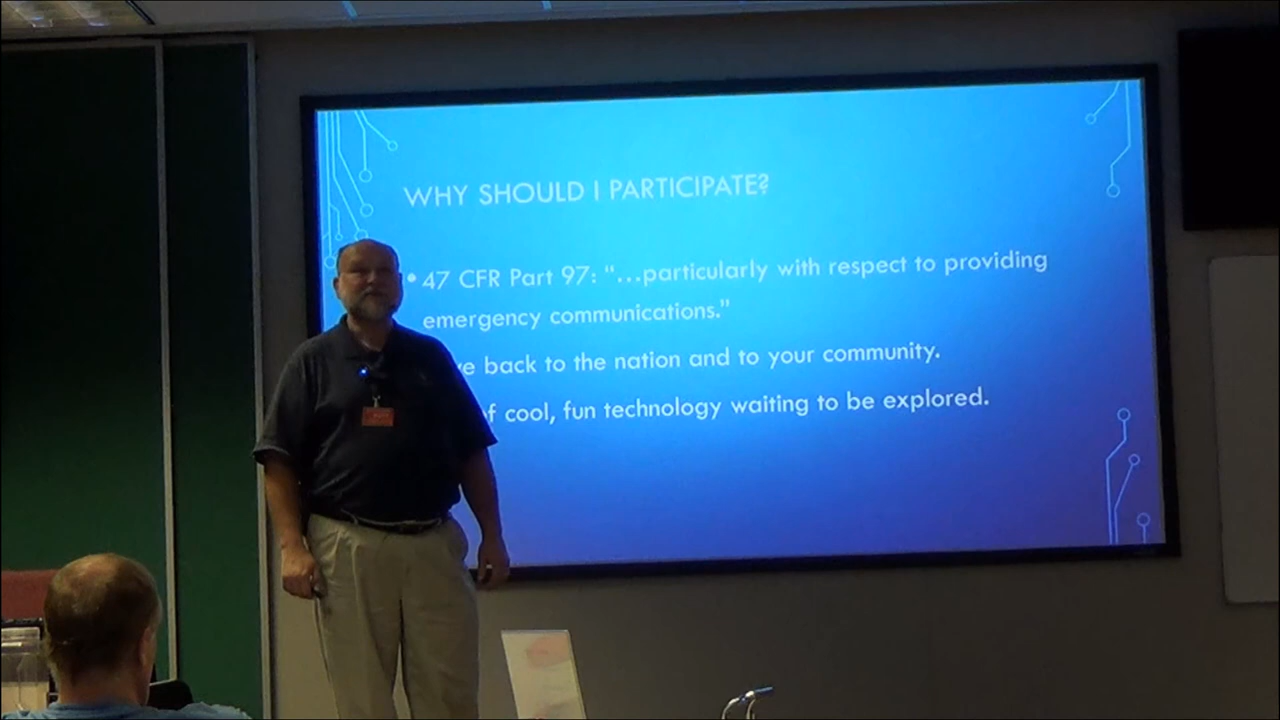 WHY SHOULD I PARTICIPATE?
• 47 CFR Part 97: “…particularly with respect to providing
emergency communications.”
back to the nation and to your community.
of cool, fun technology waiting to be explored.